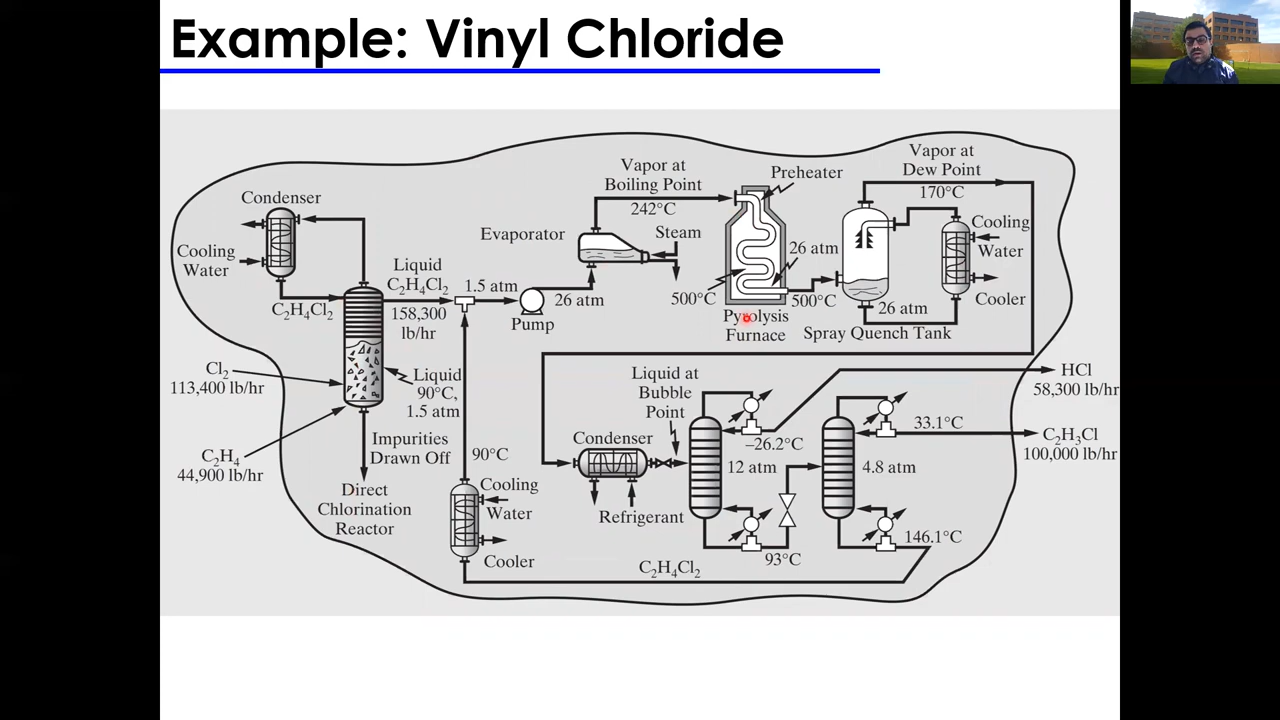 Example: Vinyl Chloride
Condenser
Cooling
Water
C₂H₄Cl₂
Cl₂
113,400 lb/hr
C₂H₄
44,900 lb/hr
Liquid
C₂H₄Cl₂
158,300
lb/hr
Liquid
90°C,
1.5 atm
Impurities
Drawn Off
Direct
Chlorination
Reactor
1.5 atm
Pump
26 atm
Evaporator
Vapor at
Boiling Point
242°C
Steam
Preheater
26 atm
500°C
500°C
Pyrolysis
Furnace
Vapor at
Dew Point
170°C
Cooling
Water
Cooler
26 atm
Spray Quench Tank
90°C
Cooling
Water
Cooler
Liquid at
Bubble
Point
Condenser
Refrigerant
−26.2°C
12 atm
93°C
4.8 atm
33.1°C
146.1°C
C₂H₄Cl₂
HCl
58,300 lb/hr
C₂H₃Cl
100,000 lb/hr